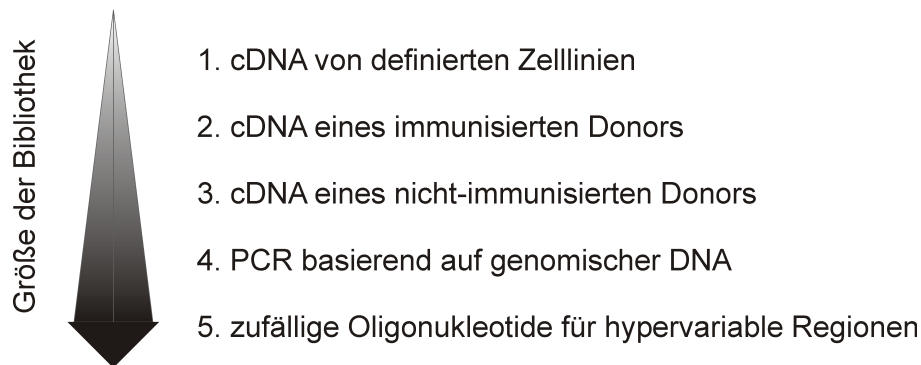 Größe der Bibliothek
1. cDNA von definierten Zelllinien
2. cDNA eines immunisierten Donors
3. cDNA eines nicht-immunisierten Donors
4. PCR basierend auf genomischer DNA
5. zufällige Oligonukleotide für hypervariable Regionen